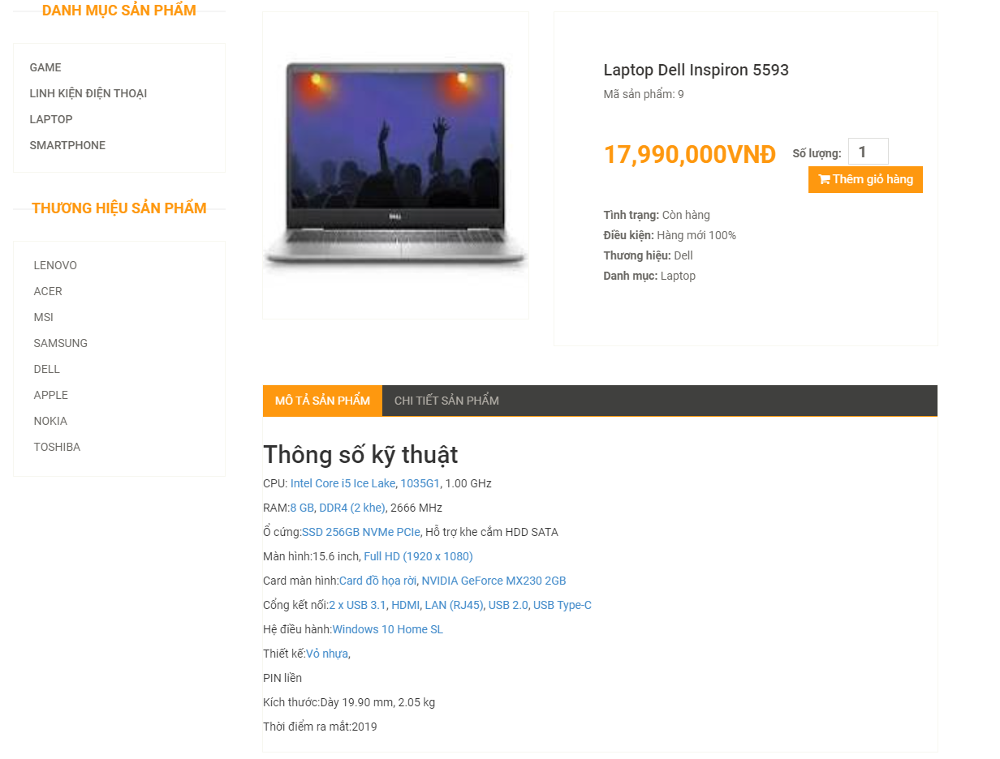 DANH MỤC SẢN PHẨM
GAME
LINH KIỆN ĐIỆN THOẠI
LAPTOP
SMARTPHONE
THƯƠNG HIỆU SẢN PHẨM
LENOVO
ACER
MSI
SAMSUNG
DELL
APPLE
NOKIA
TOSHIBA
DELL
Laptop Dell Inspiron 5593
Mã sản phẩm: 9
17,990,000VNĐ Số lượng: 1
Thêm giỏ hàng
Tình trạng: Còn hàng
Điều kiện: Hàng mới 100%
Thương hiệu: Dell
Danh mục: Laptop
MÔ TẢ SẢN PHẨM CHI TIẾT SẢN PHẨM
Thông số kỹ thuật
CPU: Intel Core i5 Ice Lake, 1035G1, 1.00 GHz
RAM:8 GB, DDR4 (2 khe), 2666 MHz
Ổ cứng:SSD 256GB NVMe PCIe, Hỗ trợ khe cắm HDD SATA
Màn hình:15.6 inch, Full HD (1920 x 1080)
Card màn hình:Card đồ họa rời, NVIDIA GeForce MX230 2GB
Cổng kết nối:2 x USB 3.1, HDMI, LAN (RJ45), USB 2.0, USB Type-C
Hệ điều hành:Windows 10 Home SL
Thiết kế:Vỏ nhựa,
PIN liền
Kích thước:Dày 19.90 mm, 2.05 kg
Thời điểm ra mắt:2019